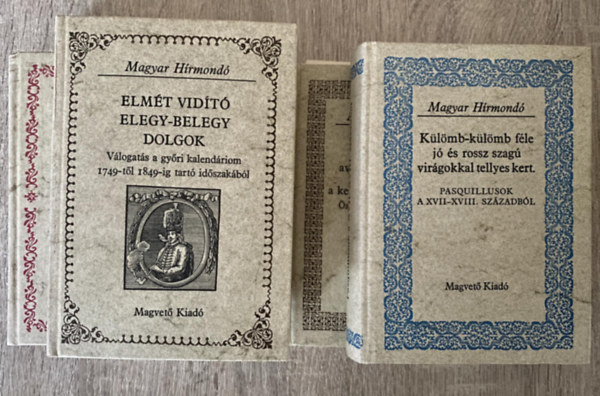 Magyar Hírmondó
ELMÉT VIDÍTÓ
ELEGY-BELEGY
DOLGOK
Válogatás a győri kalendáriom
1749-től 1849-ig tartó időszakából
Magvető Kiadó
Magyar Hírmondó
Külömb-külömb féle
jó és rossz szagú
virágokkal tellyes kert.
PASQUILLUSOK
A XVII-XVIII. SZÁZADBÓL
Magvető Kiadó
a ke